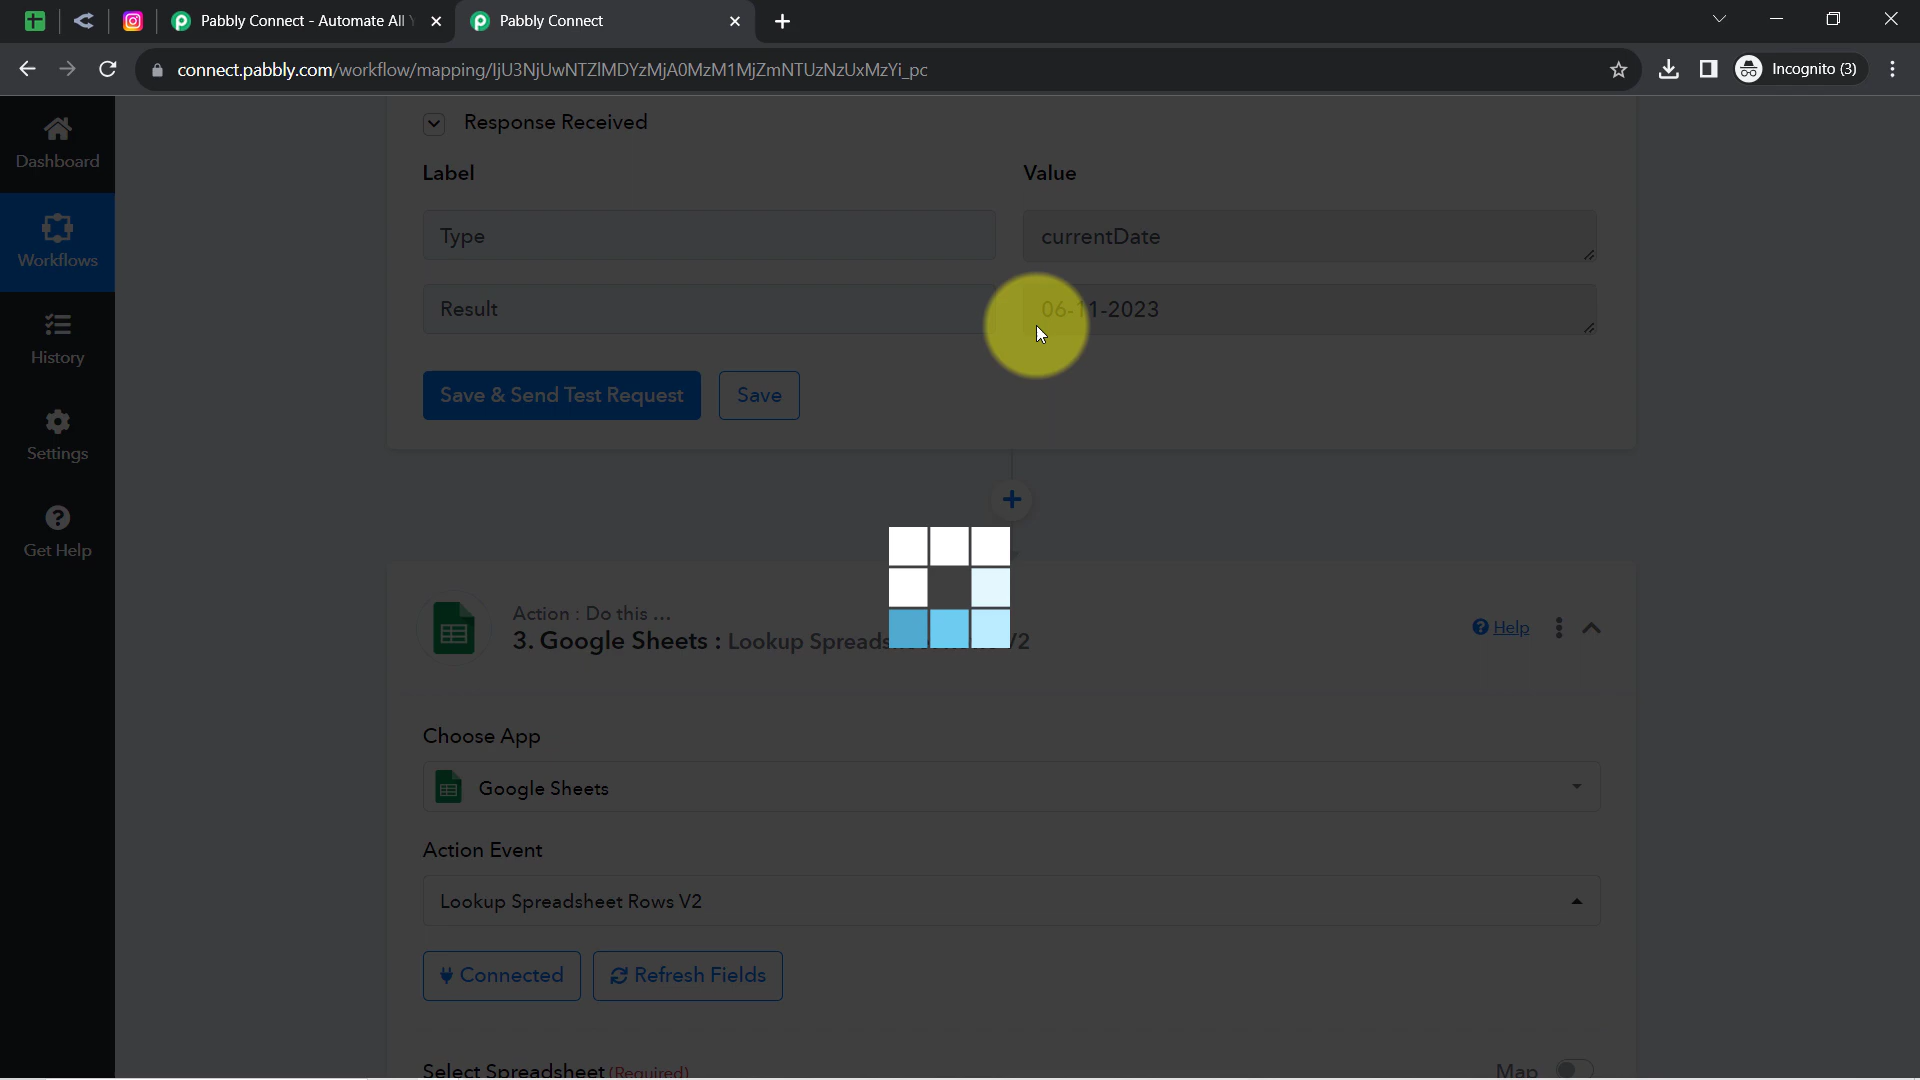 Pabbly Connect - Automate All
Pabbly Connect
connect.pabbly.com/workflow/mapping/IjU3NjUwNTZlMDYzMjA0MzM1MjZmNTUzNzUxMzYi_pc
Incognito (3)
Dashboard
Workflows
History
Settings
Get Help
Response Received
Label
Value
Type
currentDate
Result
06-11-2023
Save & Send Test Request
Save
Action : Do this ...
3. Google Sheets : Lookup Spreads V2
Help
Choose App
Google Sheets
Action Event
Lookup Spreadsheet Rows V2
Connected
Refresh Fields
Select Spreadsheet (Required)
Map